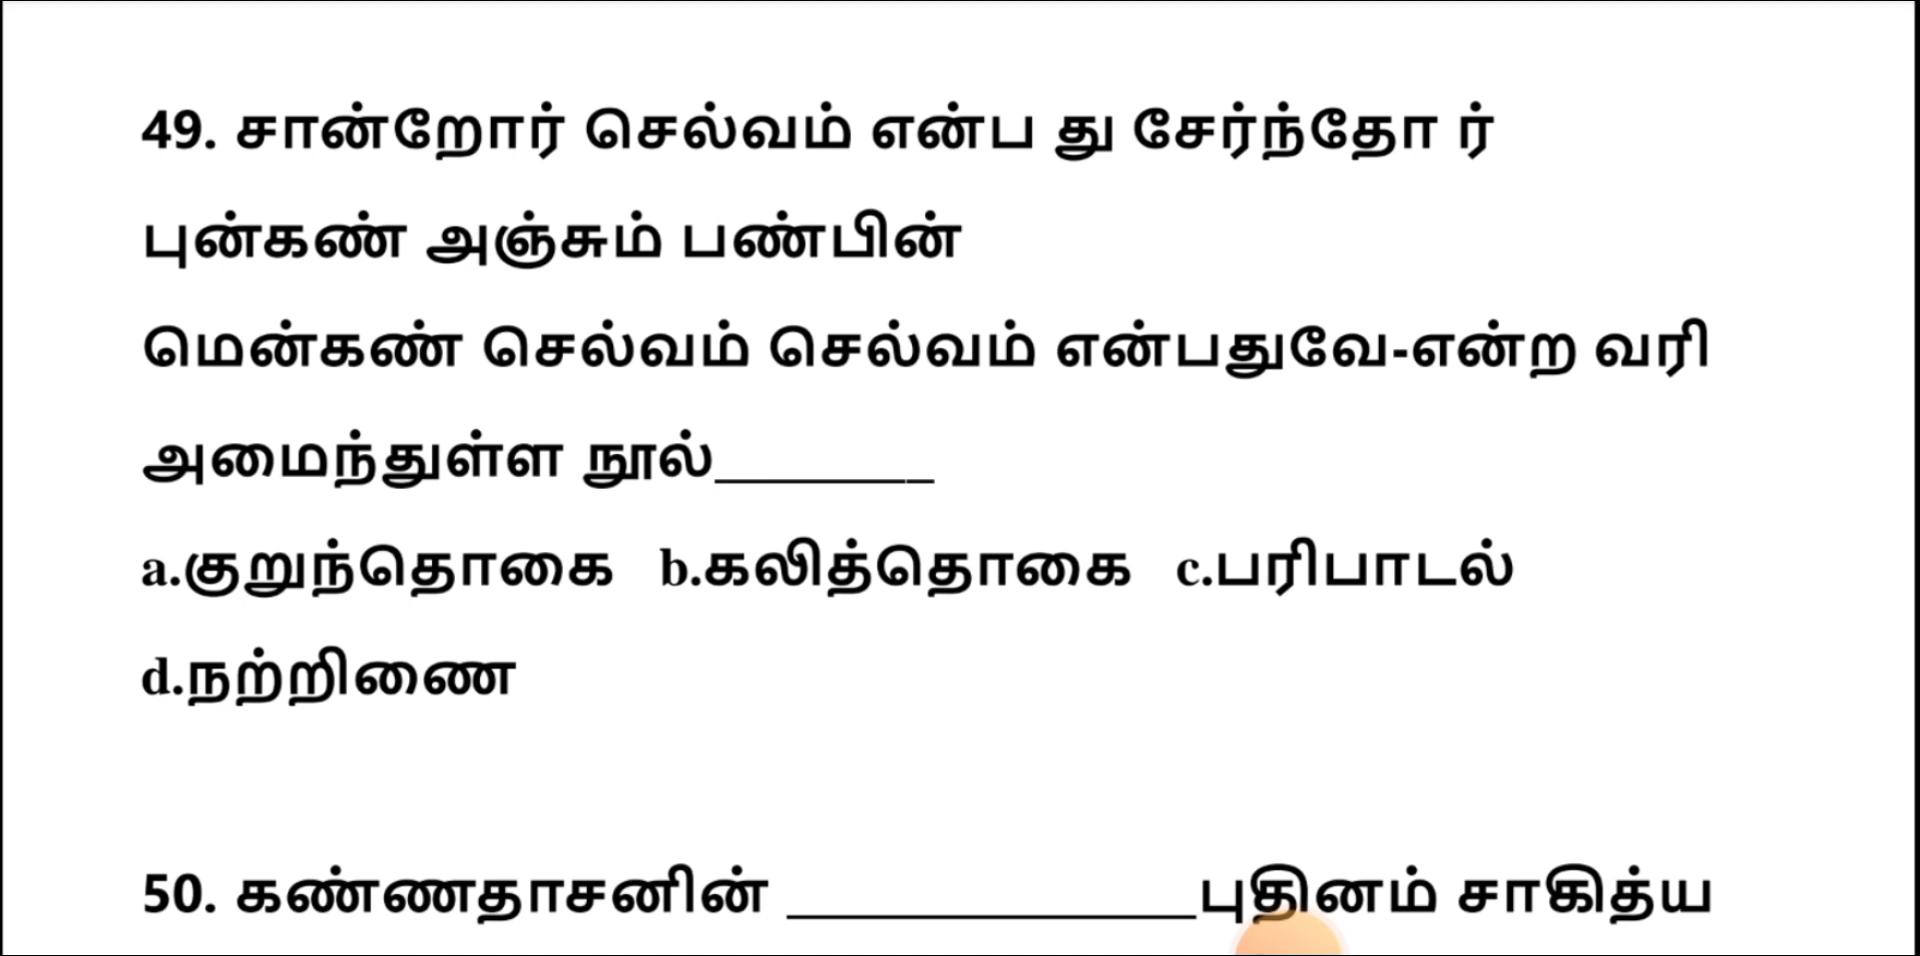 49. சான்றோர் செல்வம் என்ப து சேர்ந்தோ ர்
புன்கண் அஞ்சும் பண்பின்
மென்கண் செல்வம் செல்வம் என்பதுவே-என்ற வரி
அமைந்துள்ள நூல்________
a.குறுந்தொகை b.கலித்தொகை c.பரிபாடல்
d.நற்றிணை
50. கண்ணதாசனின் _______________புதினம் சாகித்ய